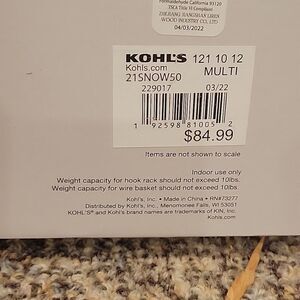 Formaldehyde California 93120
TSCA Title VI Compliant
ZHEJIANG JIANGSHAN LIREN
WOOD INDUSTRY CO., LTD
04/03/2022
KOHL'S 121 10 12
Kohls.com MULTI
21SNOW50
229017 03/22
1 92598 81005 2
$84.99
Items are not shown to scale
Indoor use only
Weight capacity for hook rack should not exceed 10lbs.
Weight capacity for wire basket should not exceed 10lbs.
Kohl's, Inc. • Made in China • RN#73277
Distributed by Kohl's, Inc., Menomonee Falls, WI 53051
KOHL'S® and Kohl's brand names are trademarks of KIN, Inc.
Kohls.com